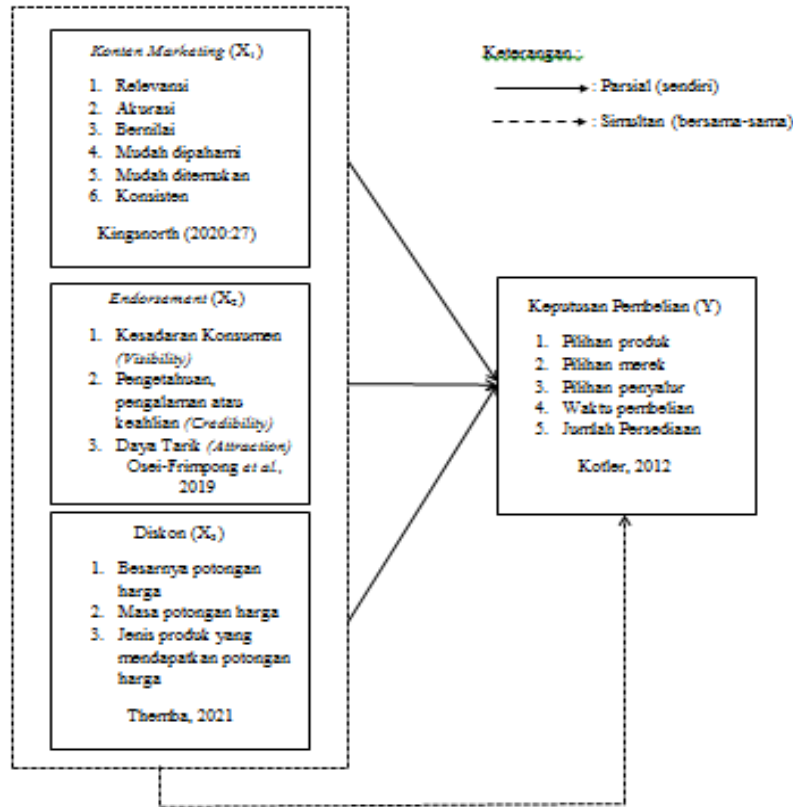 Konten Marketing (X₁)
1. Relevansi
2. Akurasi
3. Bernilai
4. Mudah dipahami
5. Mudah ditemukan
6. Konsisten
Kingsnorth (2020:27)
Endorsement (X₂)
1. Kesadaran Konsumen
(Visibility)
2. Pengetahuan,
pengalaman atau
keahlian (Credibility)
3. Daya Tarik (Attraction)
Osei-Frimpong et al.,
2019
Diskon (X₃)
1. Besarnya potongan
harga
2. Masa potongan harga
3. Jenis produk yang
mendapatkan potongan
harga
Themba, 2021
Keterangan :
: Parsial (sendiri)
: Simultan (bersama-sama)
Keputusan Pembelian (Y)
1. Pilihan produk
2. Pilihan merek
3. Pilihan penyalur
4. Waktu pembelian
5. Jumlah Persediaan
Kotler, 2012